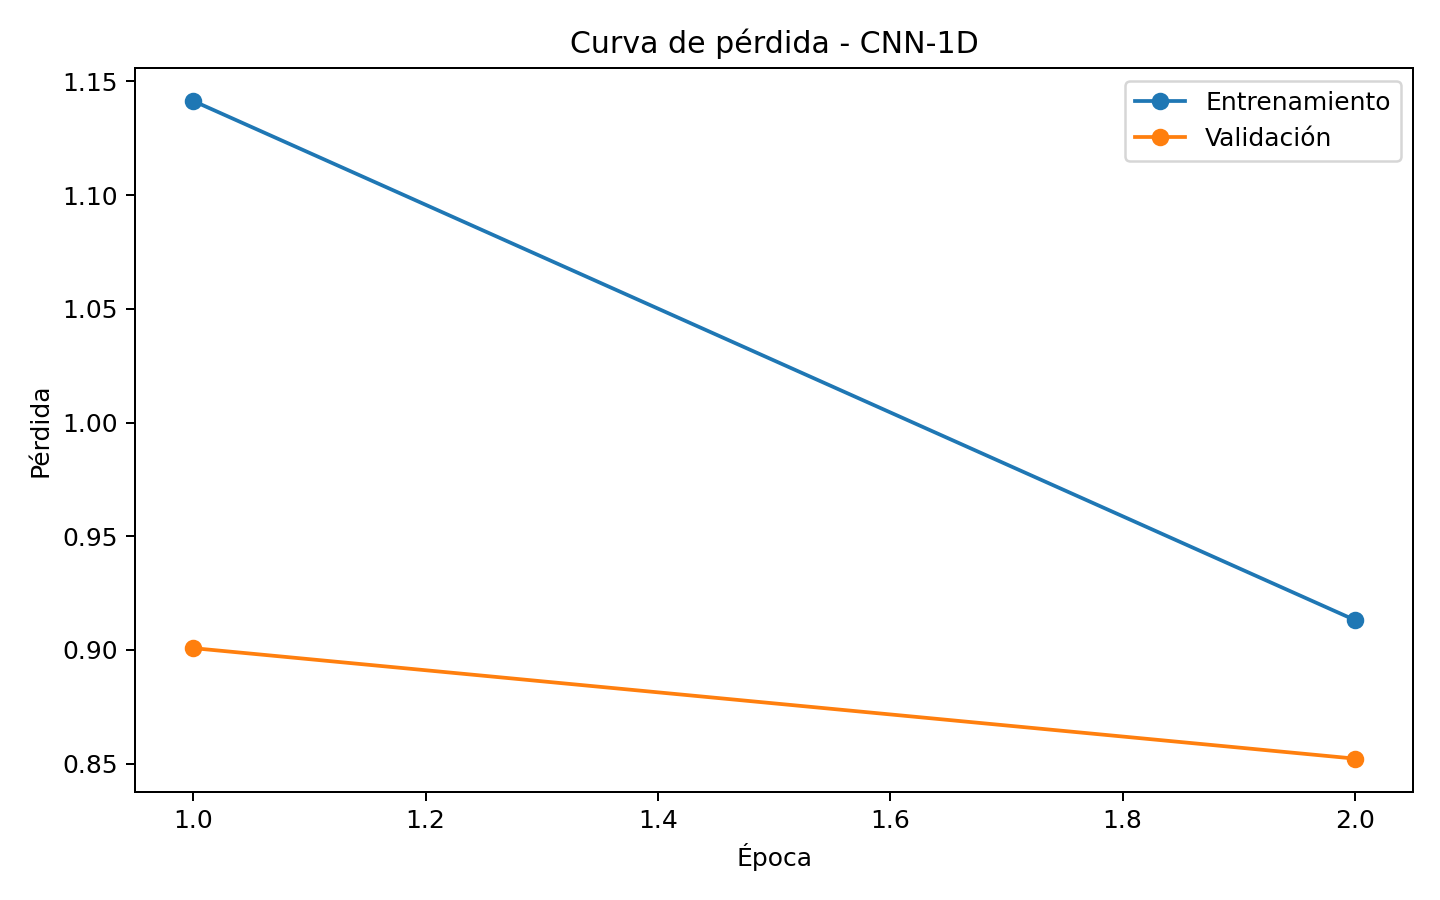 Curva de pérdida - CNN-1D
Entrenamiento
Validación
1.15
1.10
1.05
1.00
0.95
0.90
0.85
Pérdida
1.0 1.2 1.4 1.6 1.8 2.0
Época